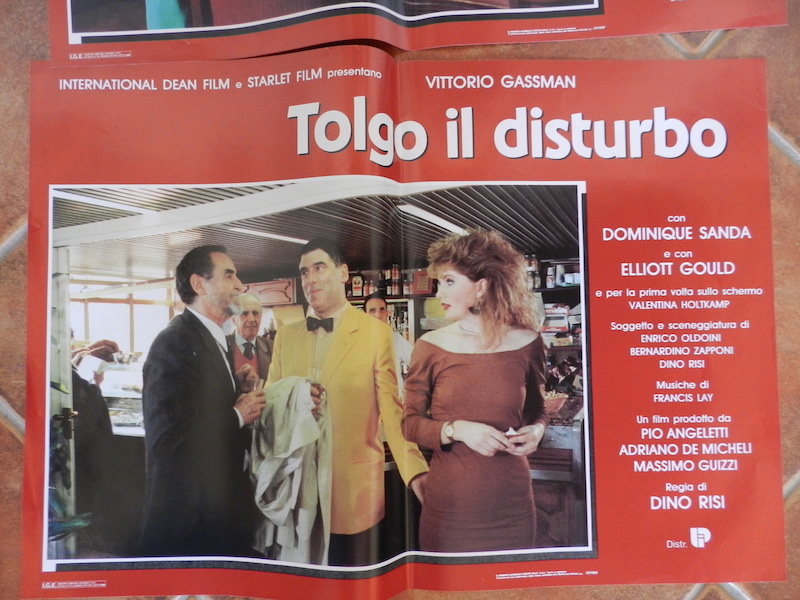 I.G.E.
INTERNATIONAL DEAN FILM e STARLET FILM presentano
VITTORIO GASSMAN
Tolgo il disturbo
con
DOMINIQUE SANDA
e con
ELLIOTT GOULD
e per la prima volta sullo schermo
VALENTINA HOLTKAMP
Soggetto e sceneggiatura di
ENRICO OLDOINI
BERNARDINO ZAPPONI
DINO RISI
Musiche di
FRANCIS LAY
Un film prodotto da
PIO ANGELETTI
ADRIANO DE MICHELI
MASSIMO GUIZZI
Regia di
DINO RISI
Distr.
I.G.E.